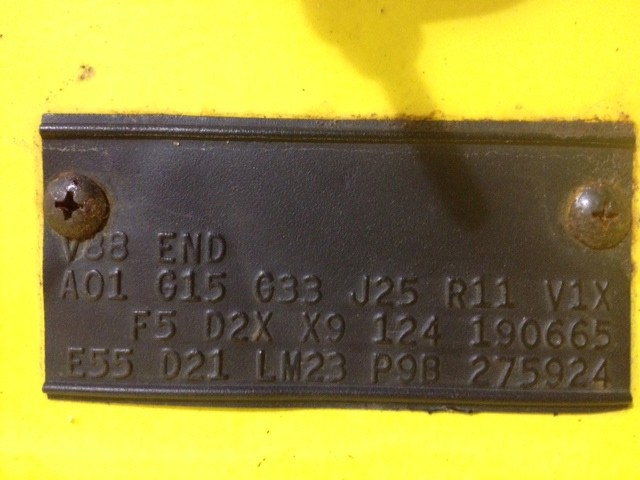 V88 END
A01 G15 G33 J25 R11 V1X
F5 D2X X9 124 190665
E55 D21 LM23 P9B 275924